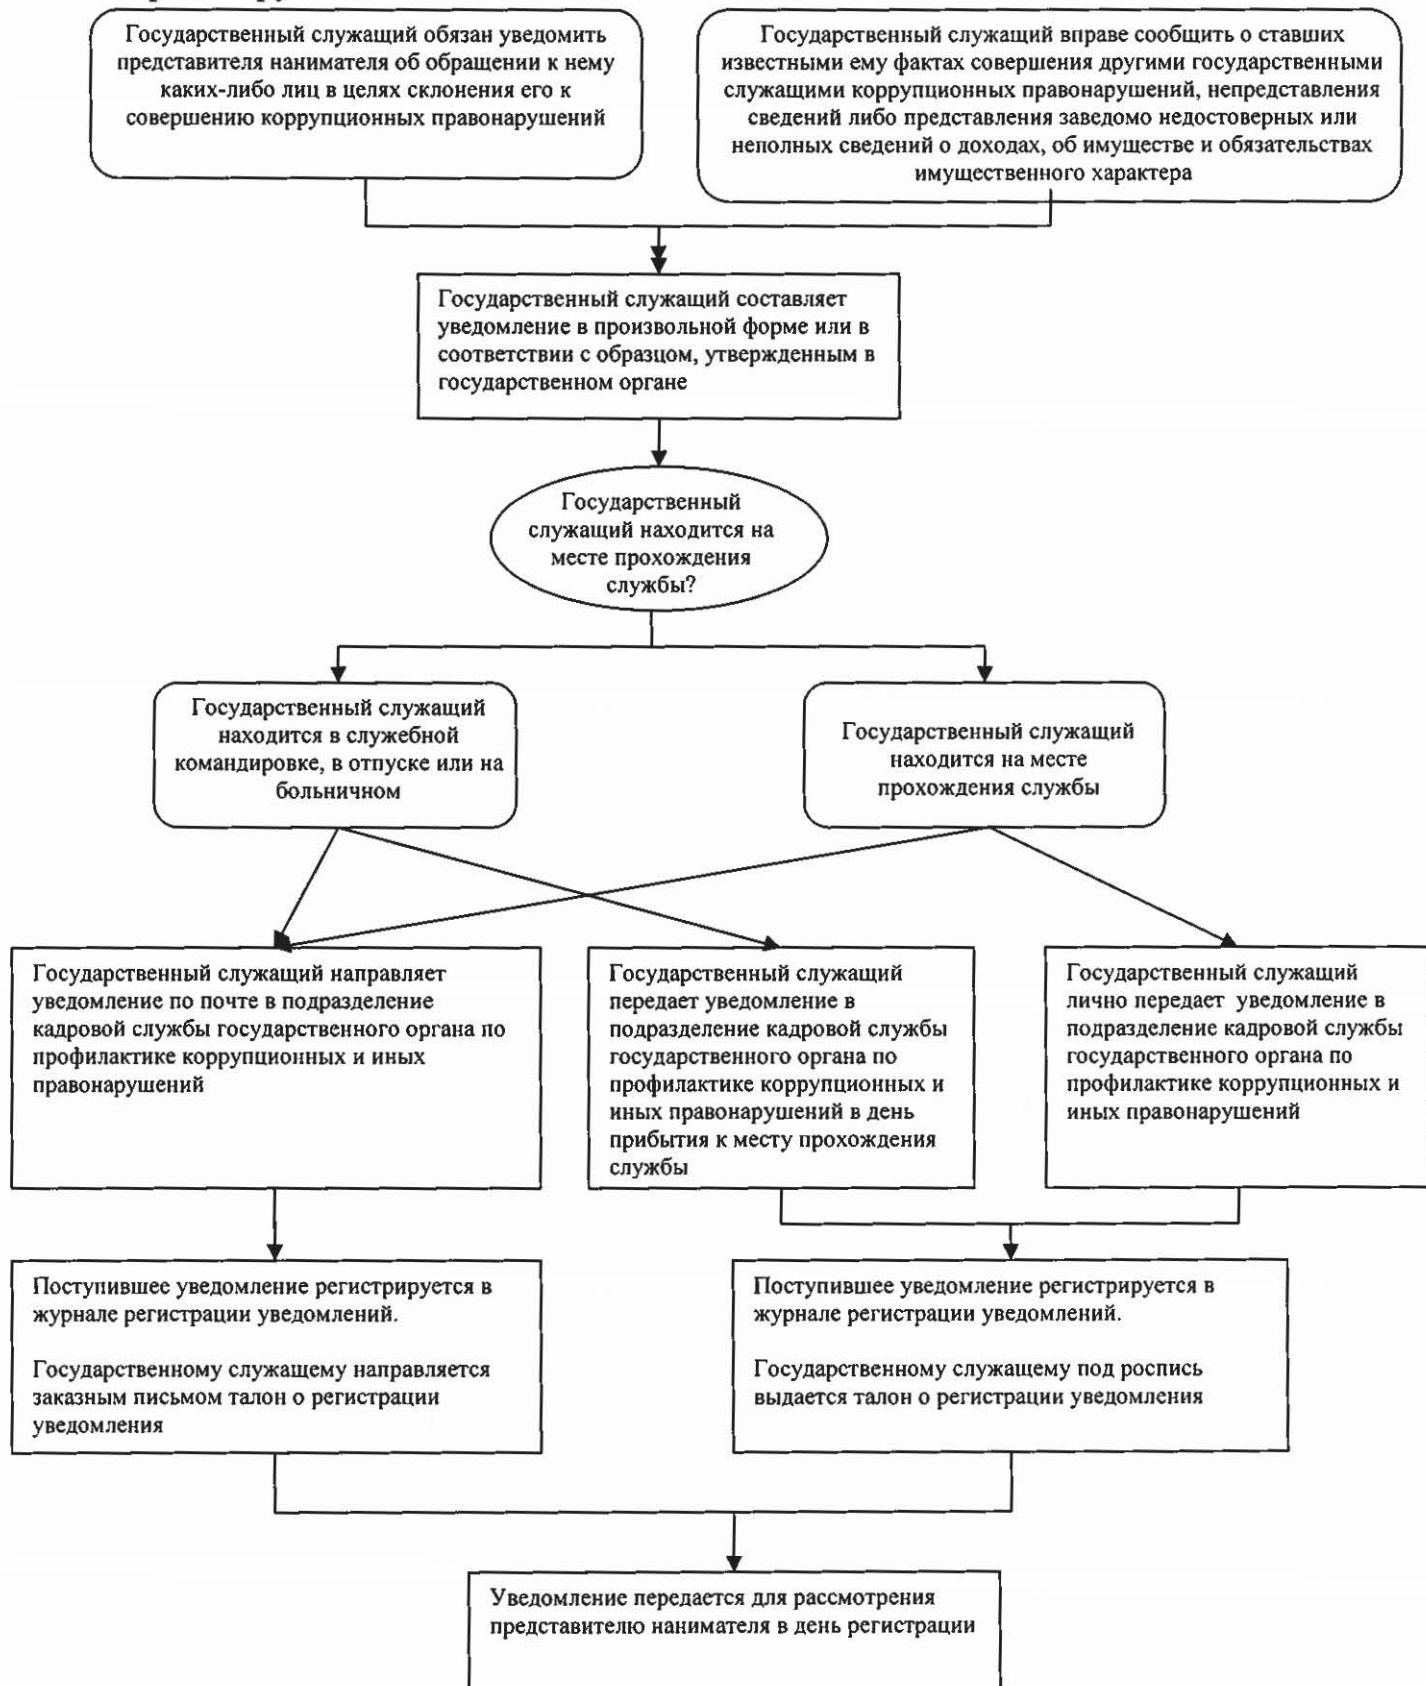 Государственный служащий обязан уведомить
представителя нанимателя об обращении к нему
каких-либо лиц в целях склонения его к
совершению коррупционных правонарушений
Государственный служащий вправе сообщить о ставших
известными ему фактах совершения другими государственными
служащими коррупционных правонарушений, непредставления
сведений либо представления заведомо недостоверных или
неполных сведений о доходах, об имуществе и обязательствах
имущественного характера
Государственный служащий составляет
уведомление в произвольной форме или в
соответствии с образцом, утвержденным в
государственном органе
Государственный
служащий находится на
месте прохождения
службы?
Государственный служащий
находится в служебной
командировке, в отпуске или на
больничном
Государственный служащий
находится на месте
прохождения службы
Государственный служащий направляет
уведомление по почте в подразделение
кадровой службы государственного органа по
профилактике коррупционных и иных
правонарушений
Государственный служащий
передает уведомление в
подразделение кадровой службы
государственного органа по
профилактике коррупционных и
иных правонарушений в день
прибытия к месту прохождения
службы
Государственный служащий
лично передает уведомление в
подразделение кадровой службы
государственного органа по
профилактике коррупционных и
иных правонарушений
Поступившее уведомление регистрируется в
журнале регистрации уведомлений.
Государственному служащему направляется
заказным письмом талон о регистрации
уведомления
Поступившее уведомление регистрируется в
журнале регистрации уведомлений.
Государственному служащему под роспись
выдается талон о регистрации уведомления
Уведомление передается для рассмотрения
представителю нанимателя в день регистрации